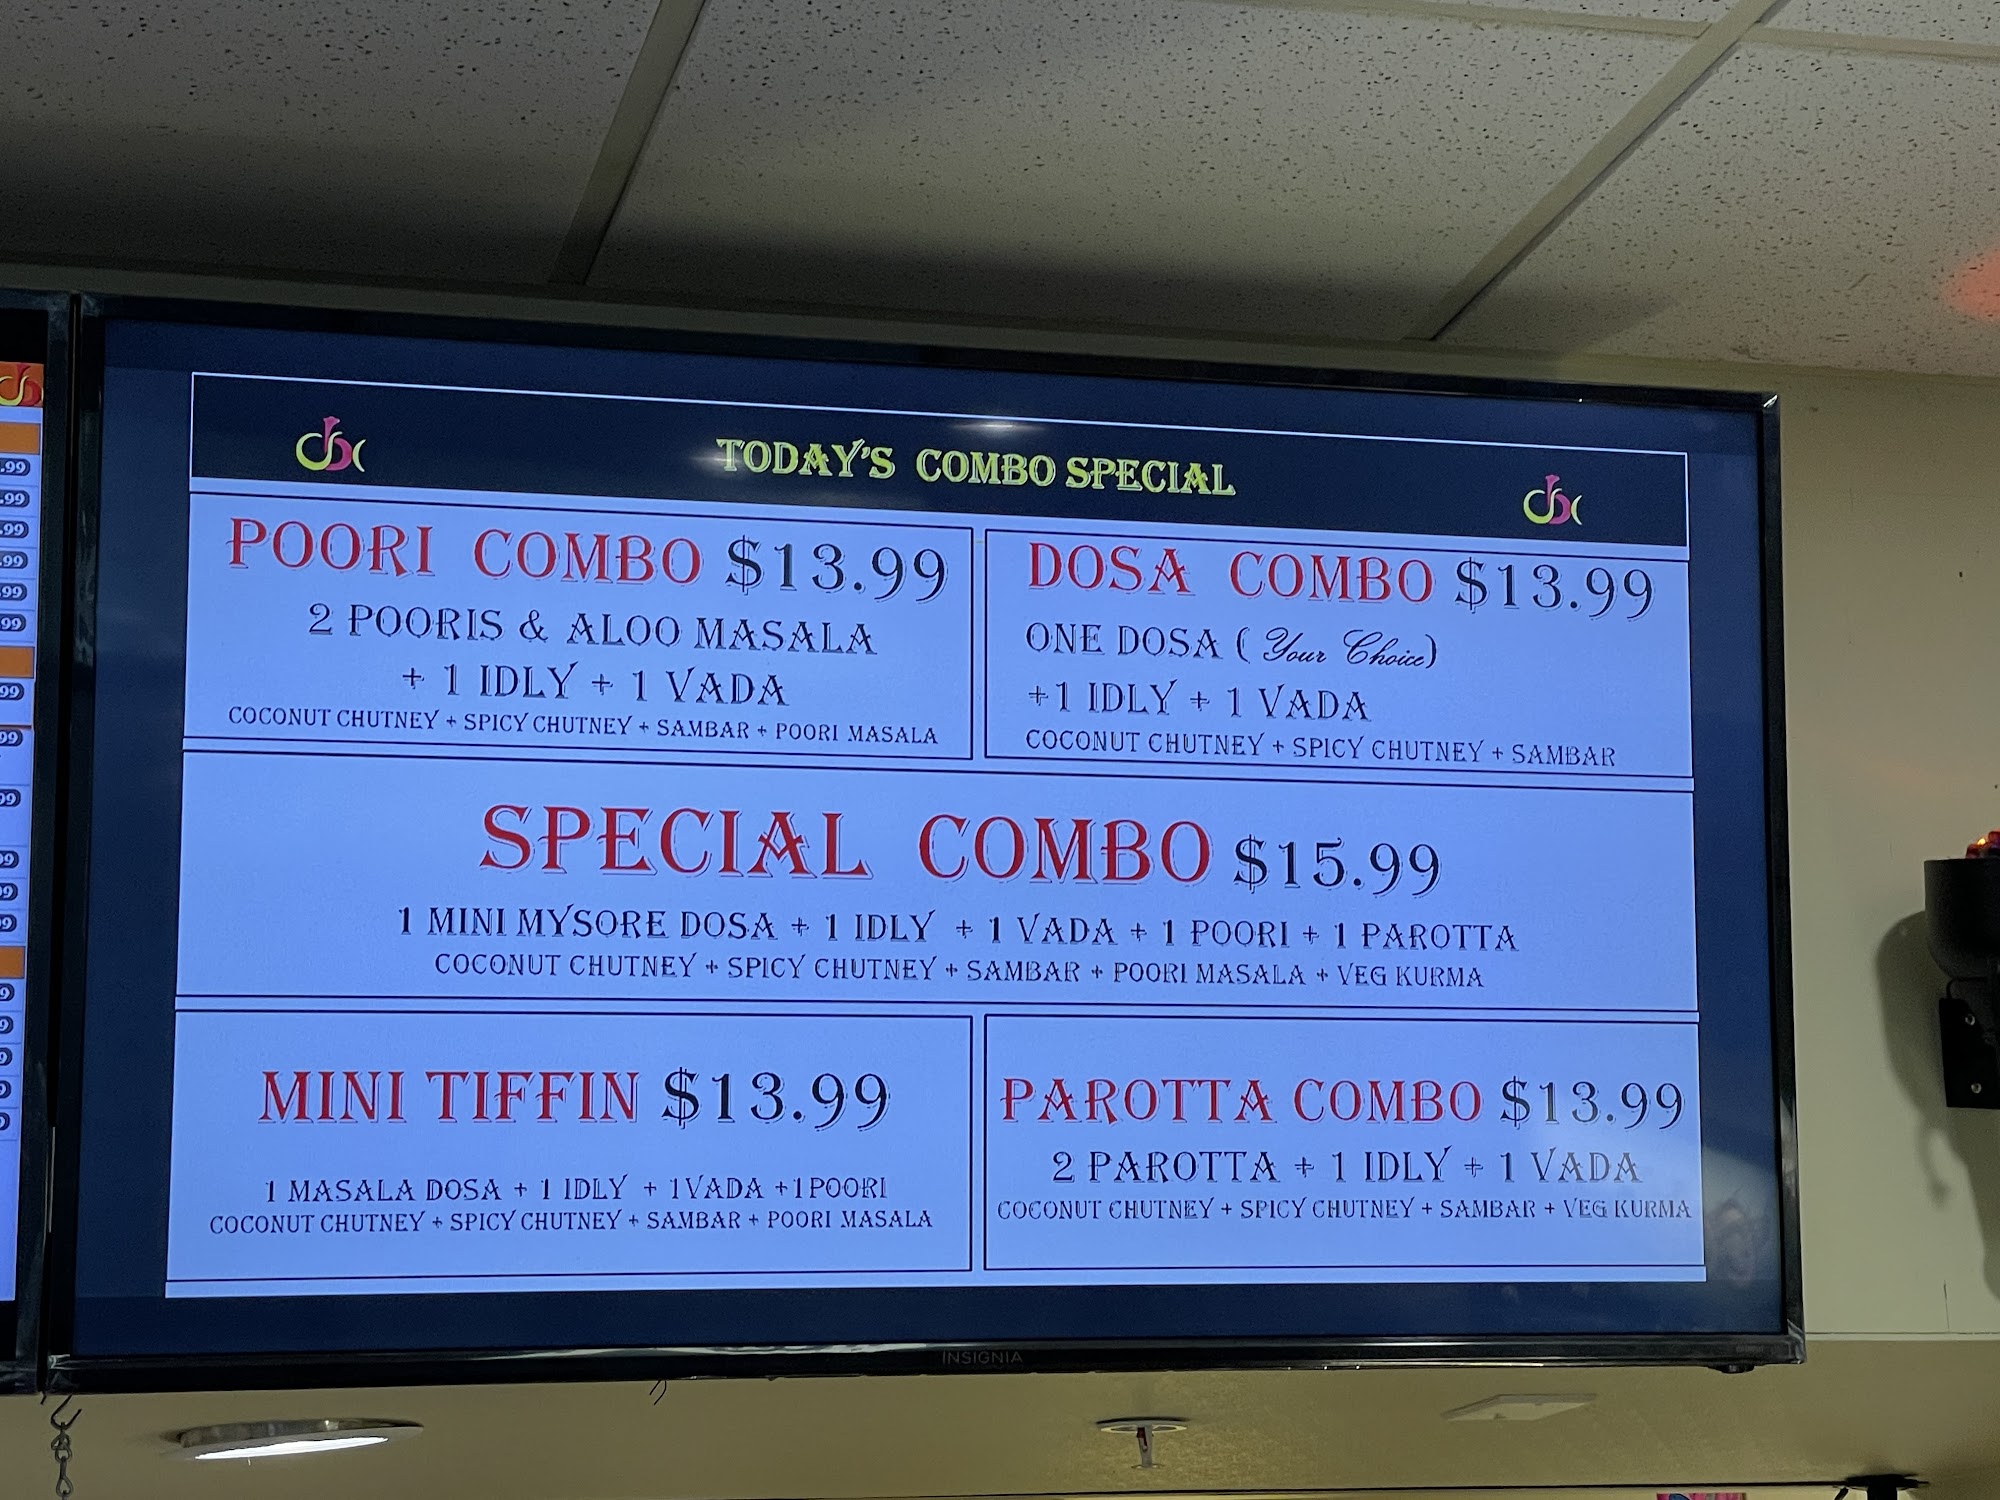 TODAY'S COMBO SPECIAL
POORI COMBO $13.99
2 POORIS & ALOO MASALA
+ 1 IDLY + 1 VADA
COCONUT CHUTNEY + SPICY CHUTNEY + SAMBAR + POORI MASALA
DOSA COMBO $13.99
ONE DOSA ( Your Choice)
+1 IDLY + 1 VADA
COCONUT CHUTNEY + SPICY CHUTNEY + SAMBAR
SPECIAL COMBO $15.99
1 MINI MYSORE DOSA + 1 IDLY + 1 VADA + 1 POORI + 1 PAROTTA
COCONUT CHUTNEY + SPICY CHUTNEY + SAMBAR + POORI MASALA + VEG KURMA
MINI TIFFIN $13.99
1 MASALA DOSA + 1 IDLY + 1VADA +1POORI
COCONUT CHUTNEY + SPICY CHUTNEY + SAMBAR + POORI MASALA
PAROTTA COMBO $13.99
2 PAROTTA + 1 IDLY + 1 VADA
COCONUT CHUTNEY + SPICY CHUTNEY + SAMBAR + VEG KURMA
INSIGNIA